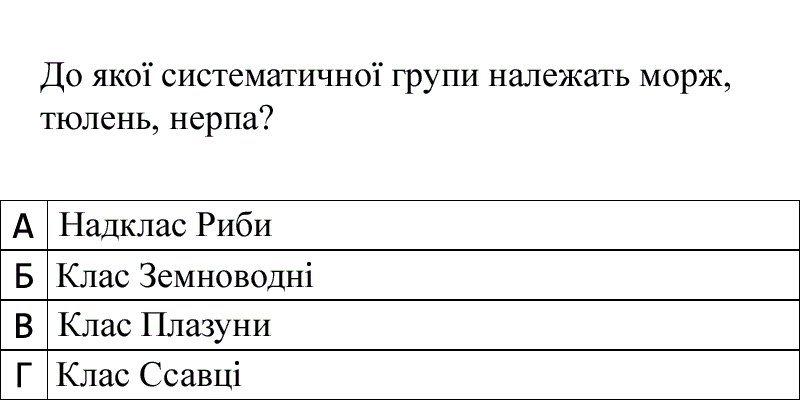 До якої систематичної групи належать морж,
тюлень, нерпа?
А Надклас Риби
Б Клас Земноводні
В Клас Плазуни
Г Клас Ссавці